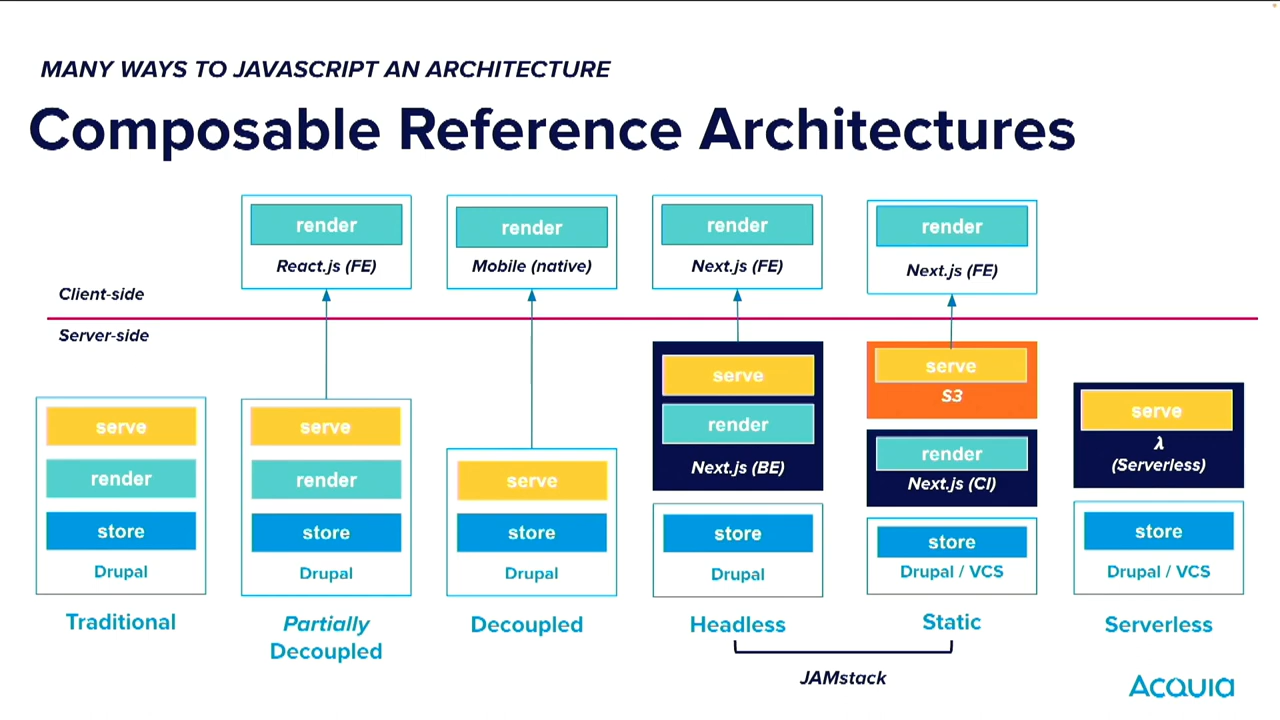 MANY WAYS TO JAVASCRIPT AN ARCHITECTURE
Composable Reference Architectures
Client-side
Server-side
serve
render
store
Drupal
Traditional
render
React.js (FE)
serve
render
store
Drupal
Partially
Decoupled
render
Mobile (native)
serve
store
Drupal
Decoupled
render
Next.js (FE)
serve
render
Next.js (BE)
store
Drupal
Headless
render
Next.js (FE)
serve
S3
render
Next.js (CI)
store
Drupal / VCS
Static
JAMstack
serve
λ
(Serverless)
store
Drupal / VCS
Serverless
ACQUIA